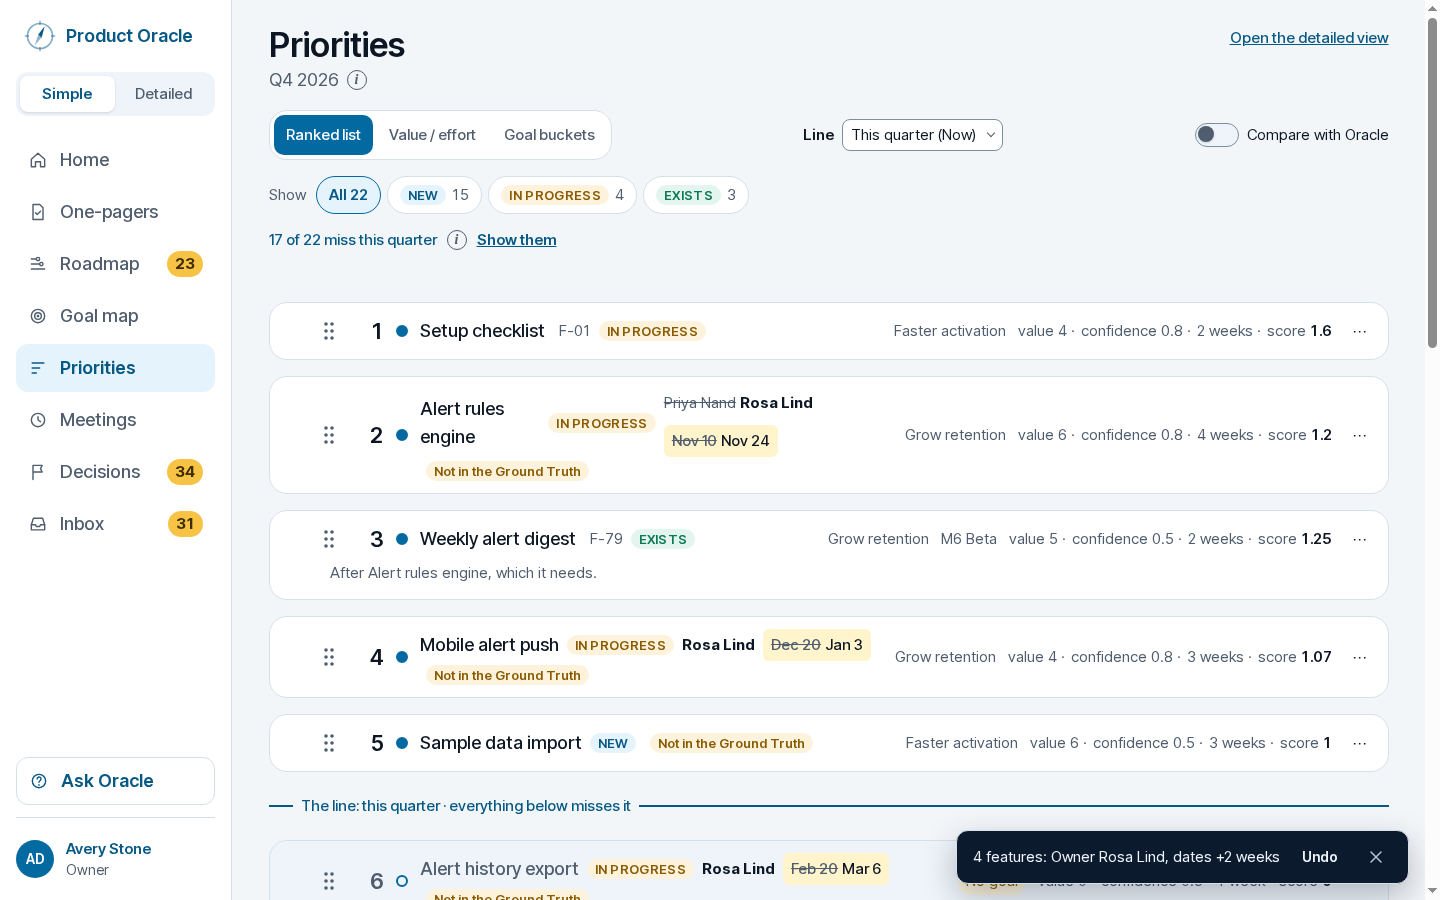 Product Oracle
Simple
Detailed
Home
One-pagers
Roadmap 23
Goal map
Priorities
Meetings
Decisions 34
Inbox 31
Ask Oracle
AD
Avery Stone
Owner
Priorities
Open the detailed view
Q4 2026 i
Ranked list
Value / effort
Goal buckets
Line This quarter (Now)
Compare with Oracle
Show
All 22
NEW 15
IN PROGRESS 4
EXISTS 3
17 of 22 miss this quarter i Show them
1 Setup checklist F-01 IN PROGRESS Faster activation value 4 · confidence 0.8 · 2 weeks · score 1.6 ...
2 Alert rules engine IN PROGRESS Priya Nand Rosa Lind Nov 10 Nov 24 Grow retention value 6 · confidence 0.8 · 4 weeks · score 1.2 ...
Not in the Ground Truth
3 Weekly alert digest F-79 EXISTS Grow retention M6 Beta value 5 · confidence 0.5 · 2 weeks · score 1.25 ...
After Alert rules engine, which it needs.
4 Mobile alert push IN PROGRESS Rosa Lind Dec 20 Jan 3 Grow retention value 4 · confidence 0.8 · 3 weeks · score 1.07 ...
Not in the Ground Truth
5 Sample data import NEW Not in the Ground Truth Faster activation value 6 · confidence 0.5 · 3 weeks · score 1 ...
The line: this quarter · everything below misses it
6 Alert history export IN PROGRESS Rosa Lind Feb 20 Mar 6
Not in the Ground Truth
4 features: Owner Rosa Lind, dates +2 weeks Undo